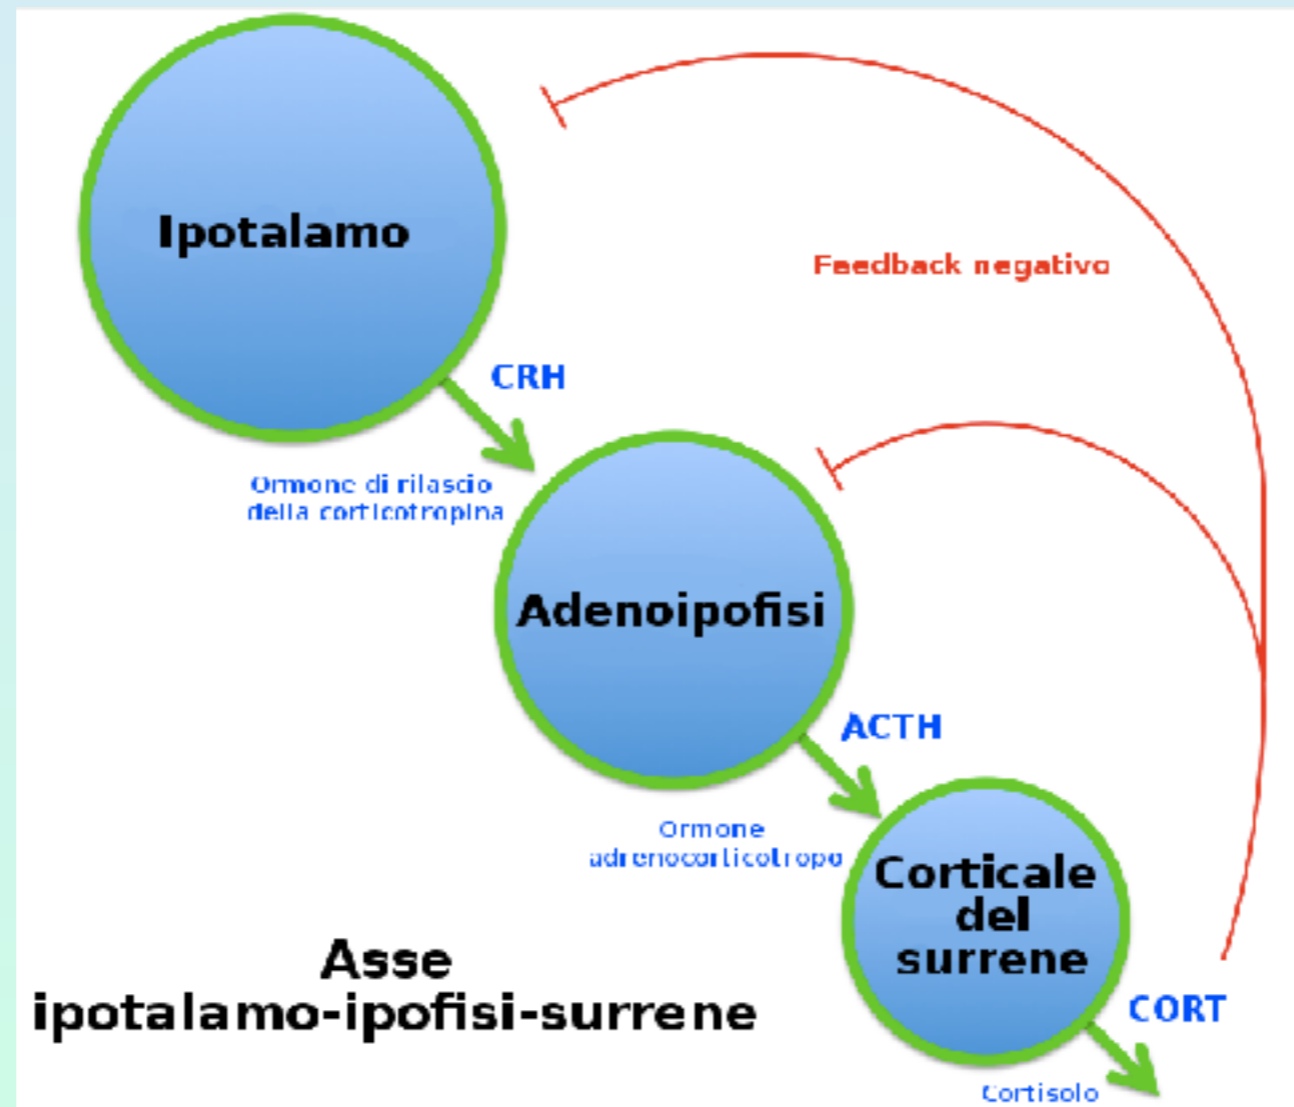 Ipotalamo
Feedback negativo
CRH
Ormone di rilascio
della corticotropina
Adenoipofisi
ACTH
Ormone
adrenocorticotropo
Corticale
del
surrene
Asse
ipotalamo-ipofisi-surrene
CORT
Cortisolo